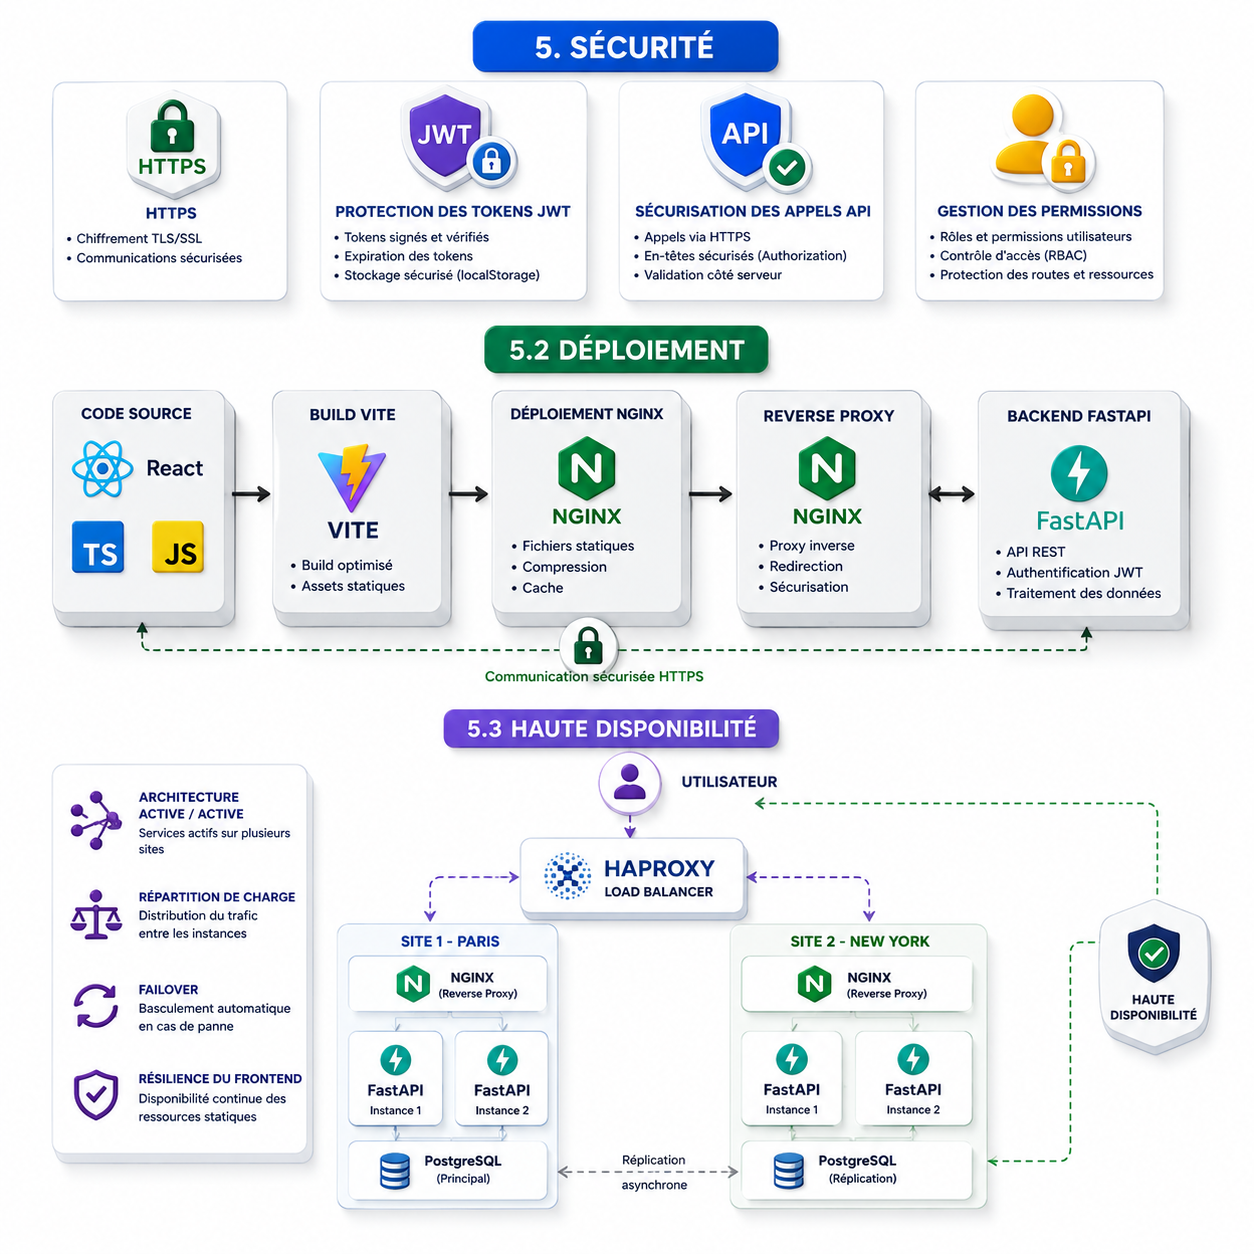 5. SÉCURITÉ
HTTPS
HTTPS
• Chiffrement TLS/SSL
• Communications sécurisées
JWT
PROTECTION DES TOKENS JWT
• Tokens signés et vérifiés
• Expiration des tokens
• Stockage sécurisé (localStorage)
API
SÉCURISATION DES APPELS API
• Appels via HTTPS
• En-têtes sécurisés (Authorization)
• Validation côté serveur
GESTION DES PERMISSIONS
• Rôles et permissions utilisateurs
• Contrôle d'accès (RBAC)
• Protection des routes et ressources
5.2 DÉPLOIEMENT
CODE SOURCE
React
TS
JS
BUILD VITE
VITE
• Build optimisé
• Assets statiques
DÉPLOIEMENT NGINX
N
NGINX
• Fichiers statiques
• Compression
• Cache
REVERSE PROXY
N
NGINX
• Proxy inverse
• Redirection
• Sécurisation
BACKEND FASTAPI
FastAPI
• API REST
• Authentification JWT
• Traitement des données
Communication sécurisée HTTPS
5.3 HAUTE DISPONIBILITÉ
ARCHITECTURE
ACTIVE / ACTIVE
Services actifs sur plusieurs
sites
RÉPARTITION DE CHARGE
Distribution du trafic
entre les instances
FAILOVER
Basculement automatique
en cas de panne
RÉSILIENCE DU FRONTEND
Disponibilité continue des
ressources statiques
UTILISATEUR
HAPROXY
LOAD BALANCER
SITE 1 - PARIS
N
NGINX
(Reverse Proxy)
FastAPI
Instance 1
FastAPI
Instance 2
PostgreSQL
(Principal)
Réplication
asynchrone
SITE 2 - NEW YORK
N
NGINX
(Reverse Proxy)
FastAPI
Instance 1
FastAPI
Instance 2
PostgreSQL
(Réplication)
HAUTE
DISPONIBILITÉ